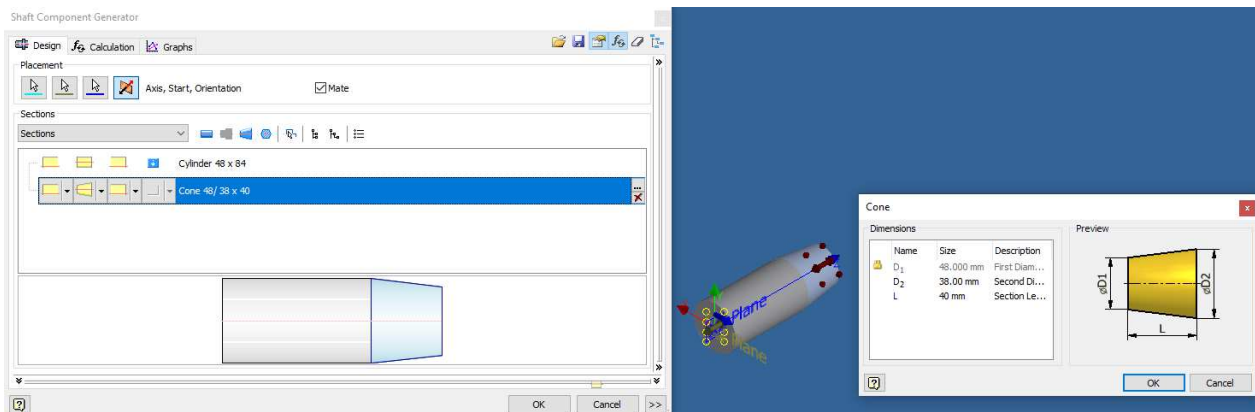 Shaft Component Generator
Design
Calculation
Graphs
Placement
Axis, Start, Orientation
Mate
Sections
Sections
Cylinder 48 x 84
Cone 48/ 38 x 40
OK
Cancel
>>
Plane
Plane
Cone
Dimensions
Name Size Description
D1 48.000 mm First Diam...
D2 38.00 mm Second Di...
L 40 mm Section Le...
Preview
øD1
øD2
L
OK
Cancel